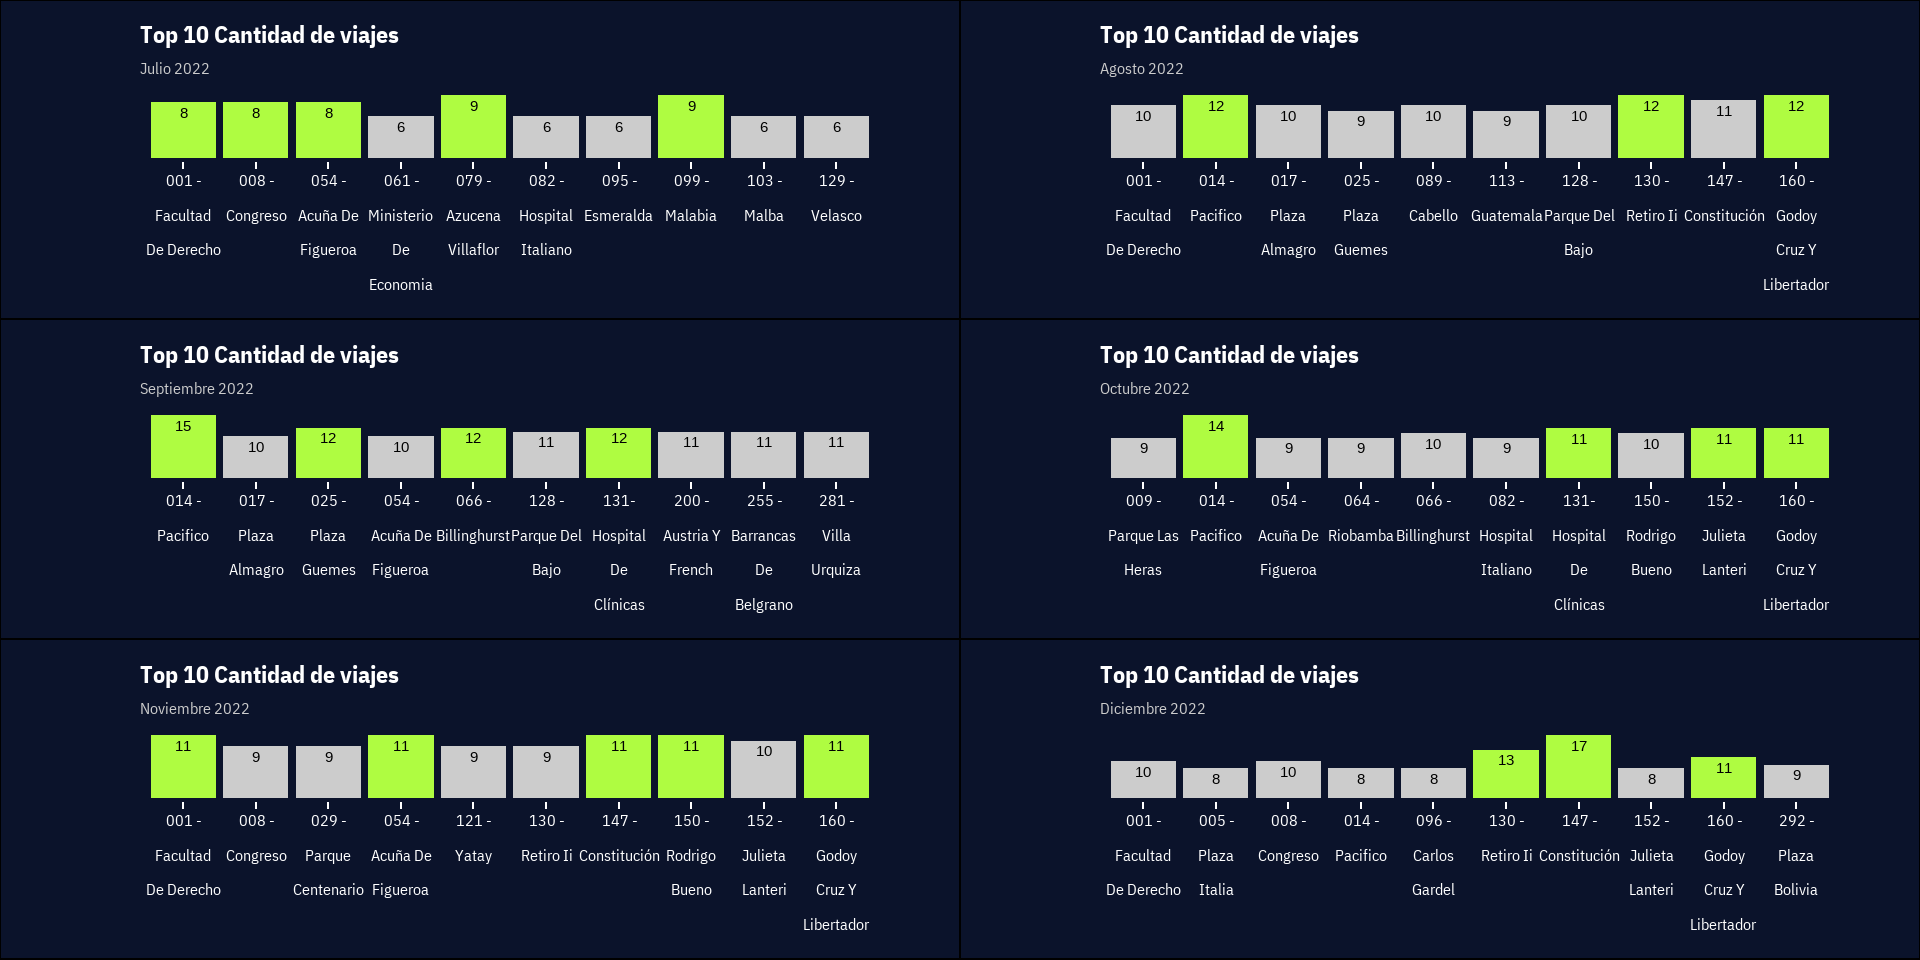 Top 10 Cantidad de viajes
Julio 2022
8 8 8 6 9 6 6 9 6 6
001 - 008 - 054 - 061 - 079 - 082 - 095 - 099 - 103 - 129 -
Facultad Congreso Acuña De Ministerio Azucena Hospital Esmeralda Malabia Malba Velasco
De Derecho Figueroa De Villaflor Italiano
Economia
Top 10 Cantidad de viajes
Agosto 2022
10 12 10 9 10 9 10 12 11 12
001 - 014 - 017 - 025 - 089 - 113 - 128 - 130 - 147 - 160 -
Facultad Pacifico Plaza Plaza Cabello Guatemala Parque Del Retiro Ii Constitución Godoy
De Derecho Almagro Guemes Bajo Cruz Y
Libertador
Top 10 Cantidad de viajes
Septiembre 2022
15 10 12 10 12 11 12 11 11 11
014 - 017 - 025 - 054 - 066 - 128 - 131- 200 - 255 - 281 -
Pacifico Plaza Plaza Acuña De Billinghurst Parque Del Hospital Austria Y Barrancas Villa
Almagro Guemes Figueroa Bajo De French De Urquiza
Clínicas Belgrano
Top 10 Cantidad de viajes
Octubre 2022
9 14 9 9 10 9 11 10 11 11
009 - 014 - 054 - 064 - 066 - 082 - 131- 150 - 152 - 160 -
Parque Las Pacifico Acuña De Riobamba Billinghurst Hospital Hospital Rodrigo Julieta Godoy
Heras Figueroa Italiano De Bueno Lanteri Cruz Y
Clínicas Libertador
Top 10 Cantidad de viajes
Noviembre 2022
11 9 9 11 9 9 11 11 10 11
001 - 008 - 029 - 054 - 121 - 130 - 147 - 150 - 152 - 160 -
Facultad Congreso Parque Acuña De Yatay Retiro Ii Constitución Rodrigo Julieta Godoy
De Derecho Centenario Figueroa Bueno Lanteri Cruz Y
Libertador
Top 10 Cantidad de viajes
Diciembre 2022
10 8 10 8 8 13 17 8 11 9
001 - 005 - 008 - 014 - 096 - 130 - 147 - 152 - 160 - 292 -
Facultad Plaza Congreso Pacifico Carlos Retiro Ii Constitución Julieta Godoy Plaza
De Derecho Italia Gardel Lanteri Cruz Y Bolivia
Libertador